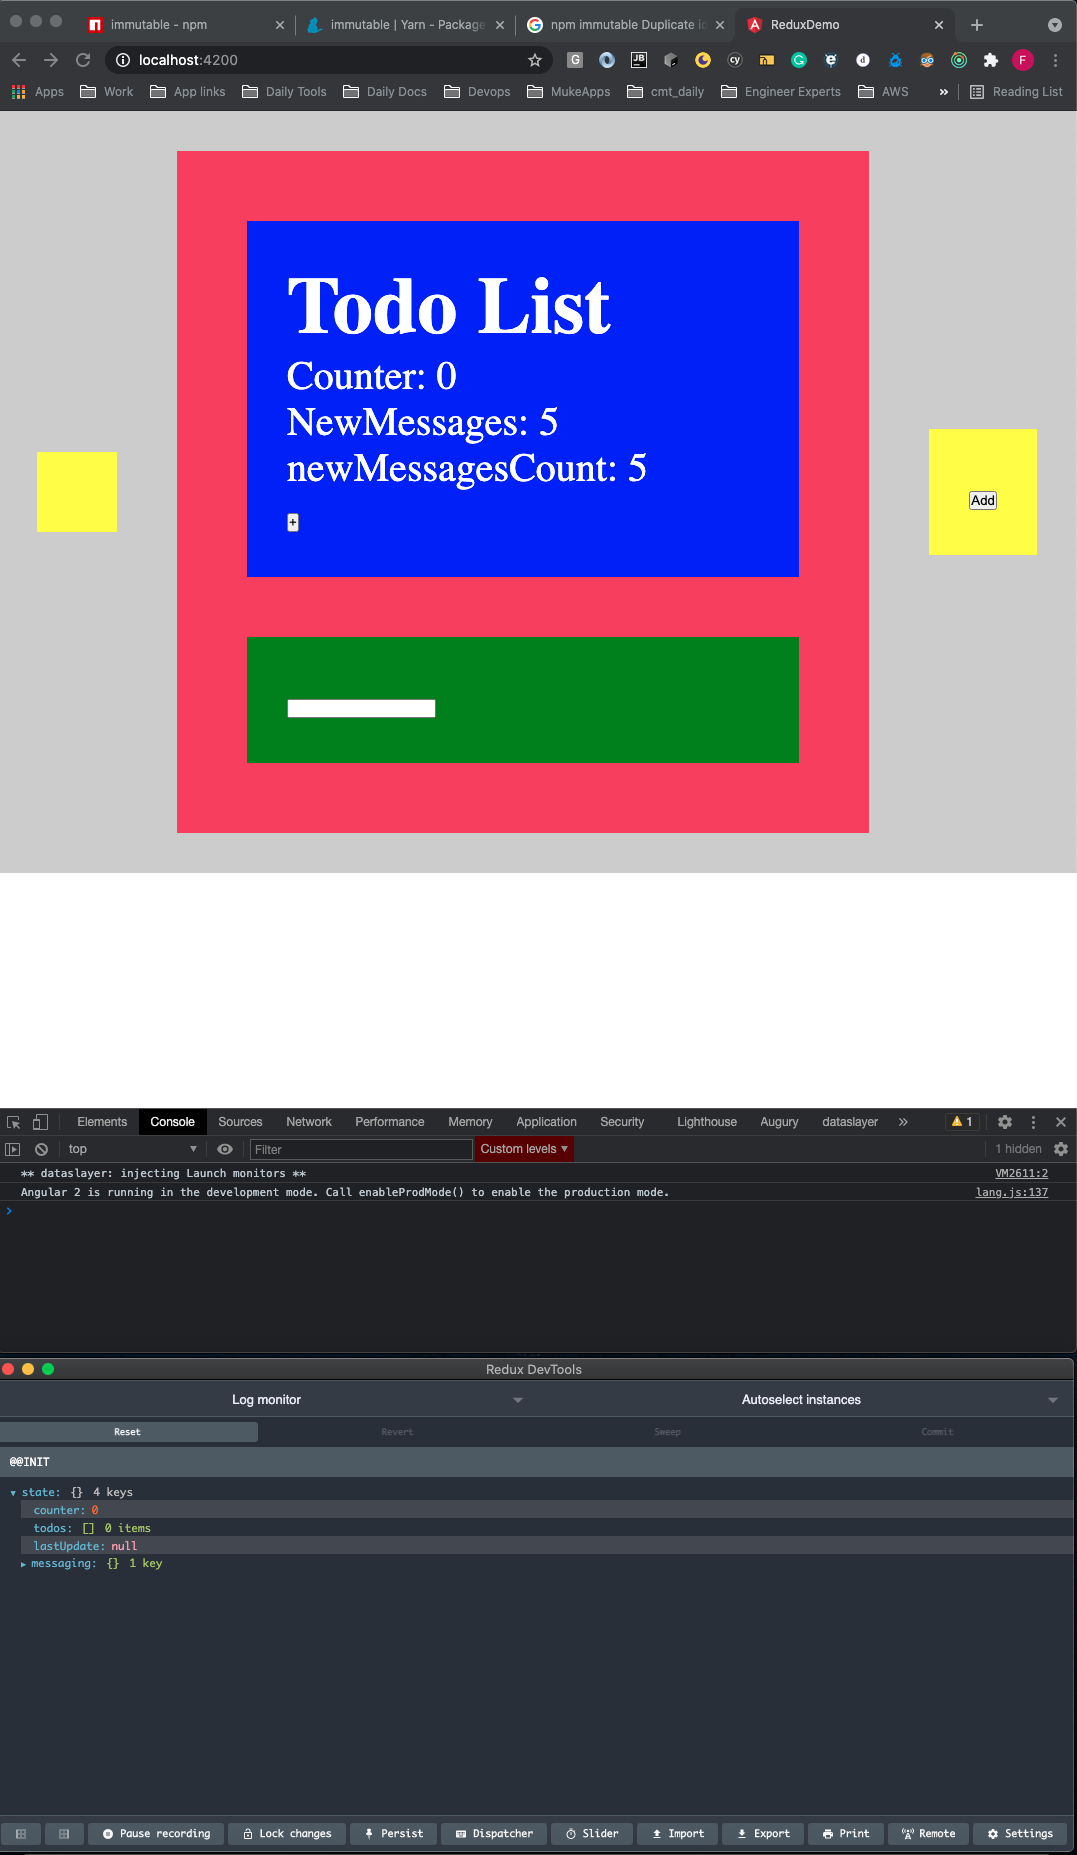 immutable - npm
immutable | Yarn - Package
npm immutable Duplicate id
ReduxDemo
localhost:4200
Apps Work App links Daily Tools Daily Docs Devops MukeApps cmt_daily Engineer Experts AWS » Reading List
Todo List
Counter: 0
NewMessages: 5
newMessagesCount: 5
+
Add
Elements Console Sources Network Performance Memory Application Security Lighthouse Augury dataslayer » 1
top Filter Custom levels 1 hidden
** dataslayer: injecting Launch monitors ** VM2611:2
Angular 2 is running in the development mode. Call enableProdMode() to enable the production mode. lang.js:137
>
Redux DevTools
Log monitor Autoselect instances
Reset Revert Sweep Commit
@@INIT
state: {} 4 keys
counter: 0
todos: [] 0 items
lastUpdate: null
messaging: {} 1 key
Pause recording Lock changes Persist Dispatcher Slider Import Export Print Remote Settings